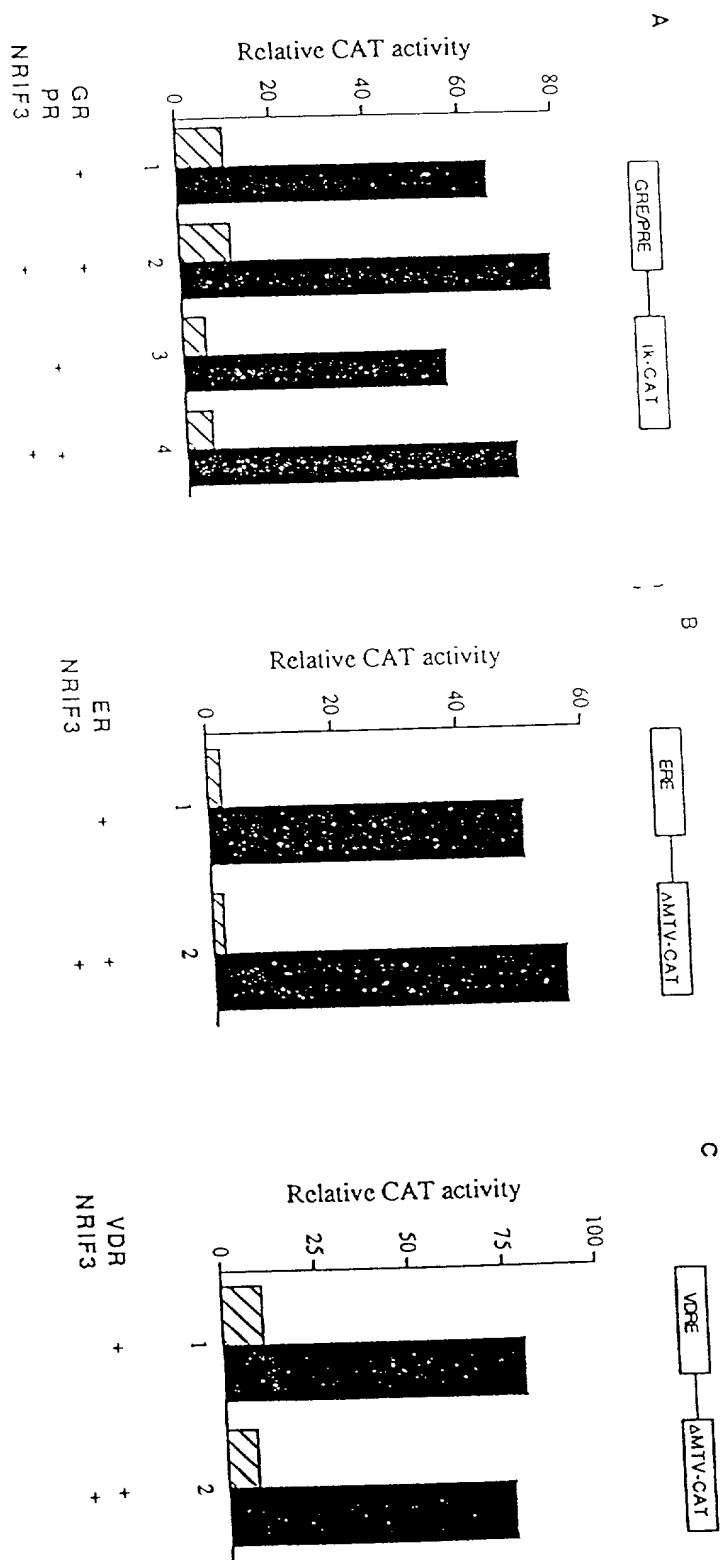 A
GRE/PRE
tk-CAT
Relative CAT activity
0 20 40 60 80
1 2 3 4
GR + +
PR + +
NRIF3 + +
B
ERE
ΔMTV-CAT
Relative CAT activity
0 20 40 60
1 2
ER + +
NRIF3 +
C
VDRE
ΔMTV-CAT
Relative CAT activity
0 25 50 75 100
1 2
VDR + +
NRIF3 +